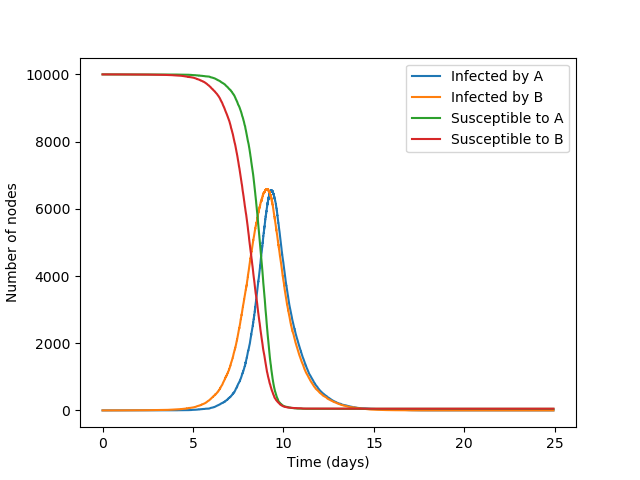 10000
8000
6000
4000
2000
0
Number of nodes
0 5 10 15 20 25
Time (days)
Infected by A
Infected by B
Susceptible to A
Susceptible to B